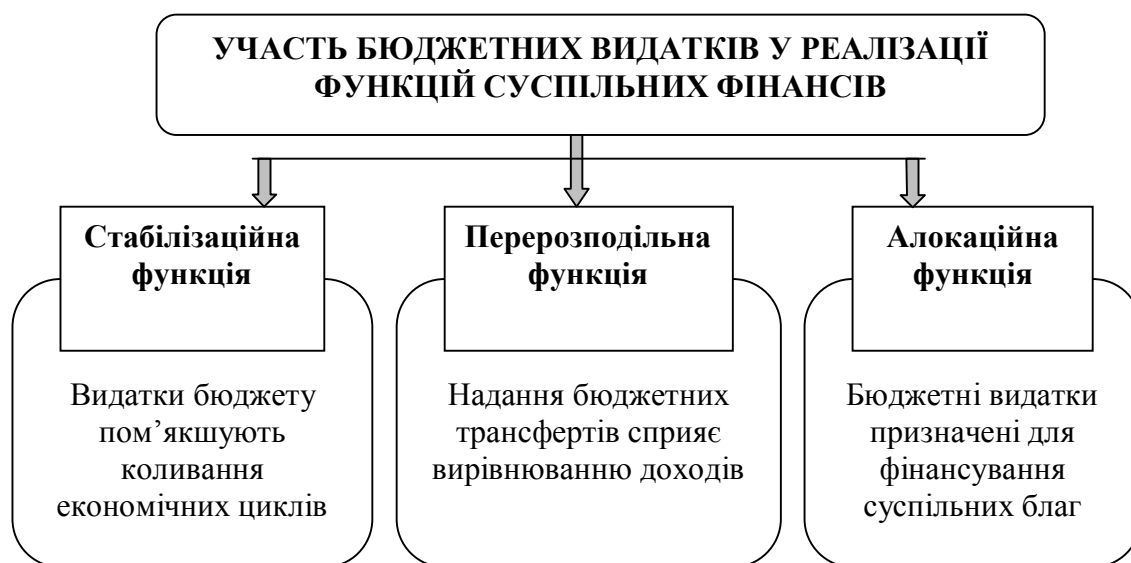 УЧАСТЬ БЮДЖЕТНИХ ВИДАТКІВ У РЕАЛІЗАЦІЇ
ФУНКЦІЙ СУСПІЛЬНИХ ФІНАНСІВ
Стабілізаційна
функція
Видатки бюджету
пом’якшують
коливання
економічних циклів
Перерозподільна
функція
Надання бюджетних
трансфертів сприяє
вирівнюванню доходів
Алокаційна
функція
Бюджетні видатки
призначені для
фінансування
суспільних благ